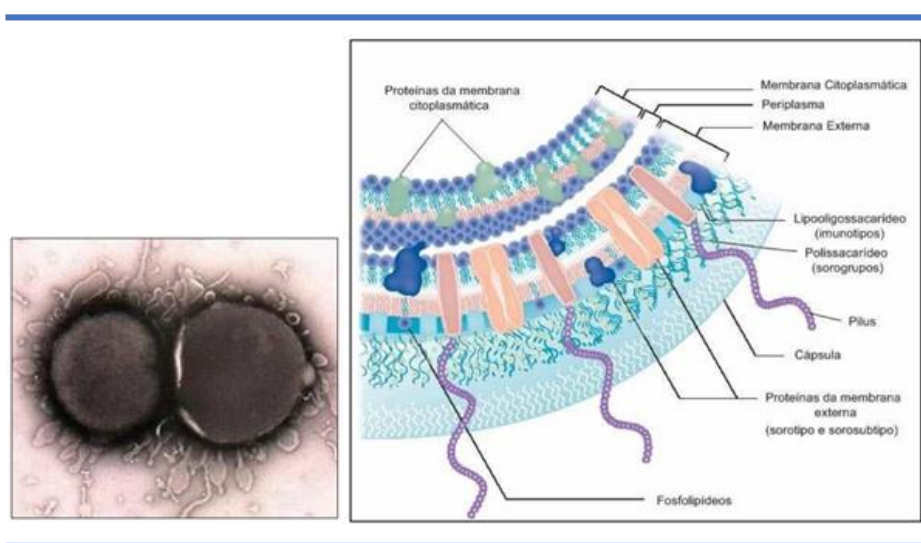 Proteínas da membrana
citoplasmática
Membrana Citoplasmática
Periplasma
Membrana Externa
Lipooligossacarídeo
(imunotipos)
Polissacarídeo
(sorogrupos)
Pilus
Cápsula
Proteínas da membrana
externa
(sorotipo e sorosubtipo)
Fosfolipídeos